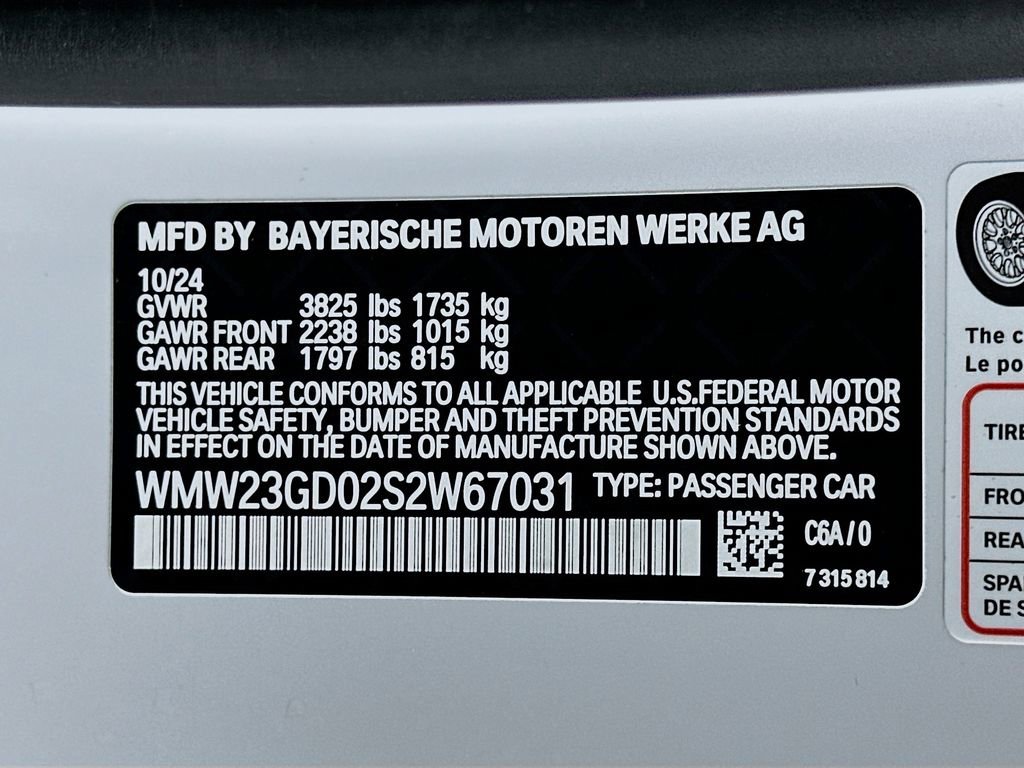 MFD BY BAYERISCHE MOTOREN WERKE AG
10/24
GVWR 3825 lbs 1735 kg
GAWR FRONT 2238 lbs 1015 kg
GAWR REAR 1797 lbs 815 kg
THIS VEHICLE CONFORMS TO ALL APPLICABLE U.S.FEDERAL MOTOR
VEHICLE SAFETY, BUMPER AND THEFT PREVENTION STANDARDS
IN EFFECT ON THE DATE OF MANUFACTURE SHOWN ABOVE.
WMW23GD02S2W67031 TYPE: PASSENGER CAR
C6A/0
7315814
The c
Le po
TIRE
FRO
REA
SPA
DE S